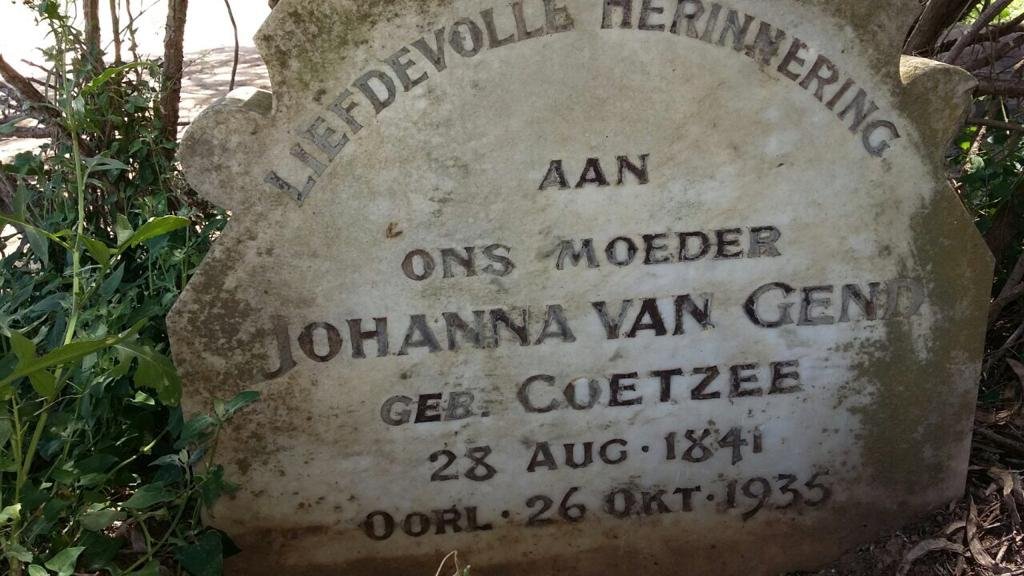 LIEFDEVOLLE HERINNERING
AAN
ONS MOEDER
JOHANNA VAN GEND
GEB. COETZEE
28 AUG. 1841
OORL. 26 OKT. 1935